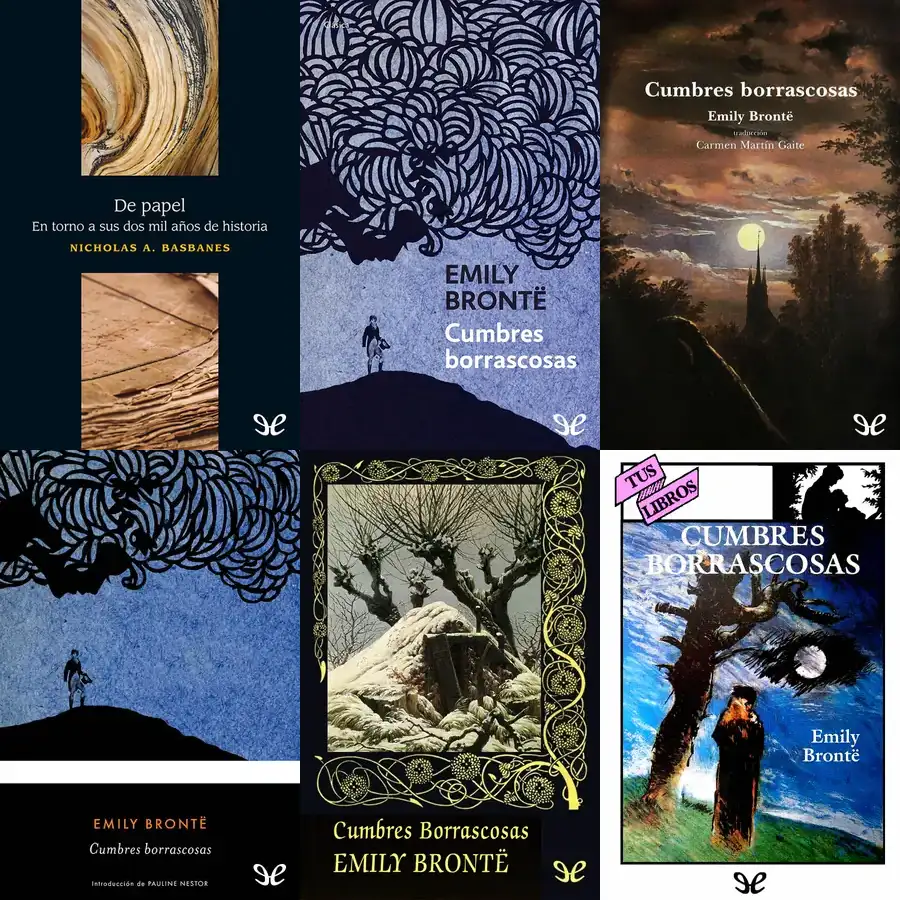 De papel
En torno a sus dos mil años de historia
NICHOLAS A. BASBANES
Clásica
EMILY
BRONTË
Cumbres
borrascosas
Cumbres borrascosas
Emily Brontë
traducción
Carmen Martín Gaite
EMILY BRONTË
Cumbres borrascosas
Introducción de PAULINE NESTOR
Cumbres Borrascosas
EMILY BRONTË
TUS
LIBROS
CUMBRES
BORRASCOSAS
Emily
Brontë